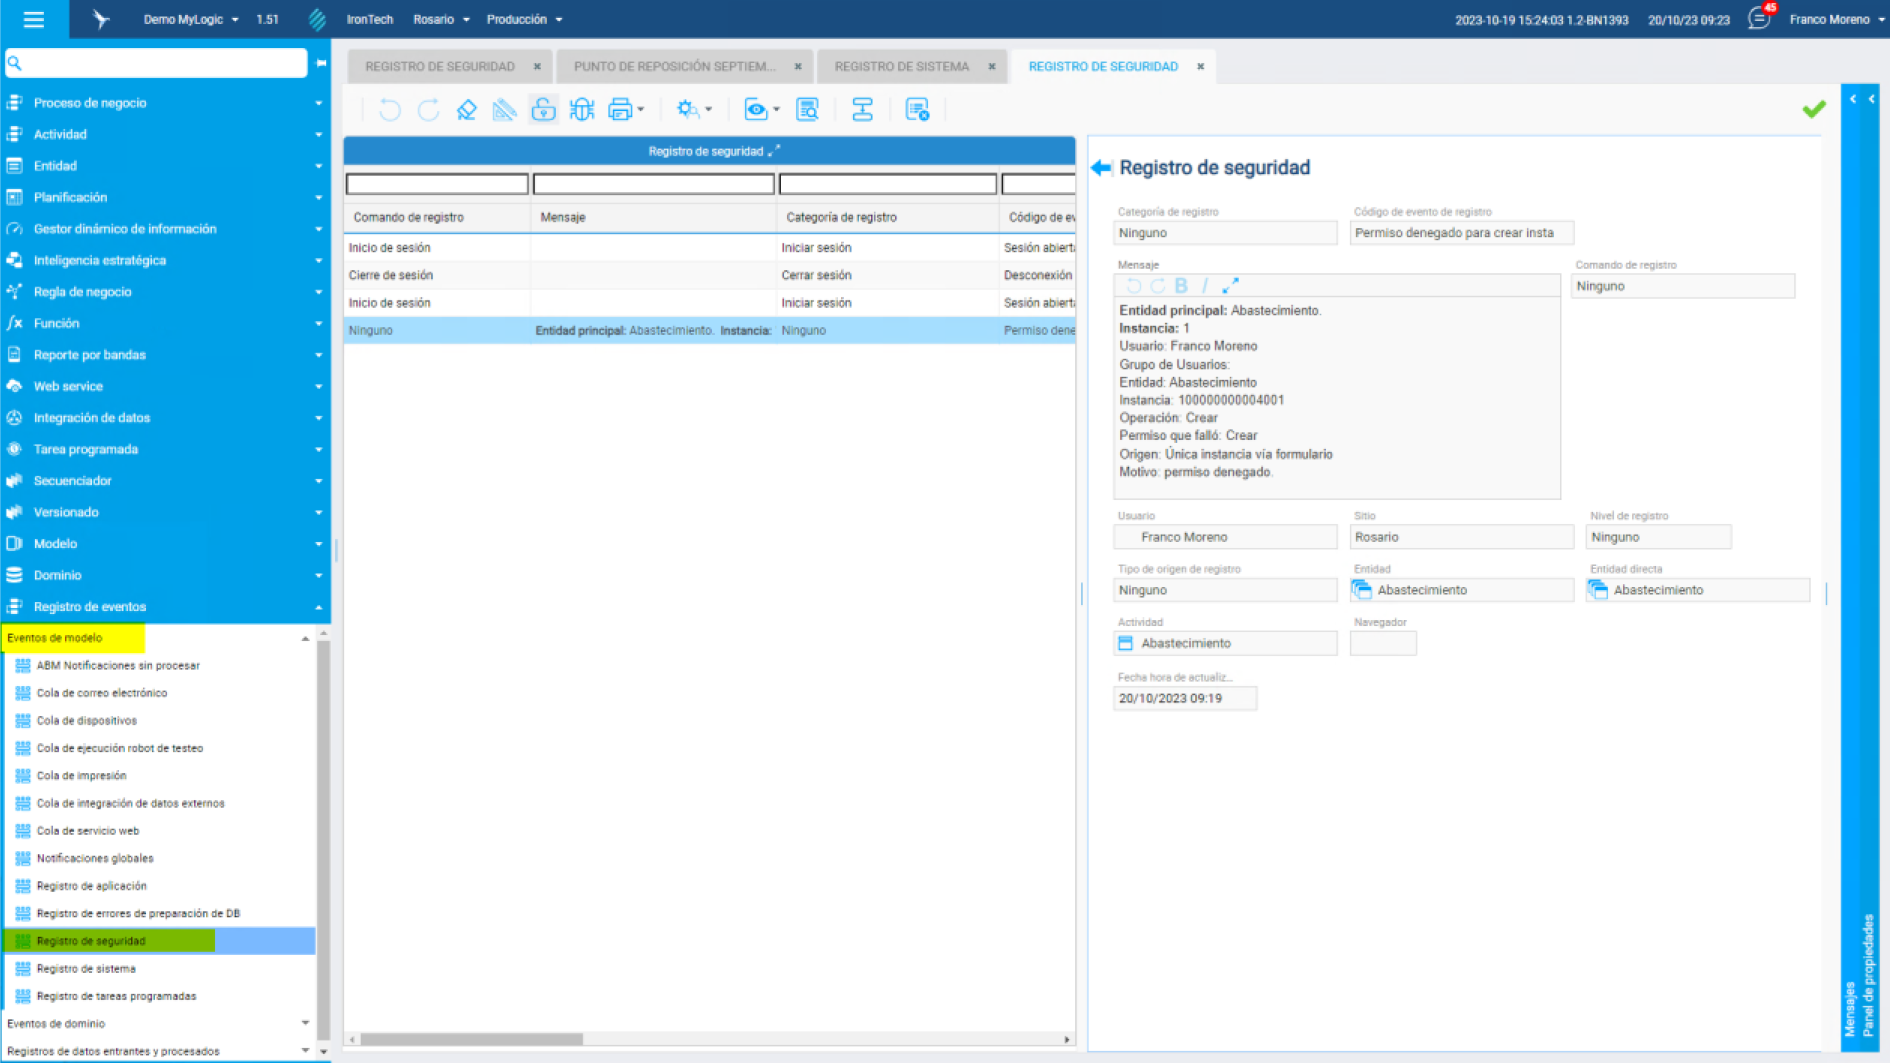 Demo MyLogic 1.51 IronTech Rosario Producción 2023-10-19 15:24:03 1.2-BN1393 20/10/23 09:23 45 Franco Moreno
REGISTRO DE SEGURIDAD PUNTO DE REPOSICIÓN SEPTIEM... REGISTRO DE SISTEMA REGISTRO DE SEGURIDAD
Proceso de negocio
Actividad
Entidad
Planificación
Gestor dinámico de información
Inteligencia estratégica
Regla de negocio
Función
Reporte por bandas
Web service
Integración de datos
Tarea programada
Secuenciador
Versionado
Modelo
Dominio
Registro de eventos
Eventos de modelo
ABM Notificaciones sin procesar
Cola de correo electrónico
Cola de dispositivos
Cola de ejecución robot de testeo
Cola de impresión
Cola de integración de datos externos
Cola de servicio web
Notificaciones globales
Registro de aplicación
Registro de errores de preparación de DB
Registro de seguridad
Registro de sistema
Registro de tareas programadas
Eventos de dominio
Registros de datos entrantes y procesados
Registro de seguridad
Comando de registro Mensaje Categoría de registro Código de ev
Inicio de sesión Iniciar sesión Sesión abiert
Cierre de sesión Cerrar sesión Desconexión
Inicio de sesión Iniciar sesión Sesión abiert
Ninguno Entidad principal: Abastecimiento. Instancia: Ninguno Permiso dene
Registro de seguridad
Categoría de registro Código de evento de registro
Ninguno Permiso denegado para crear insta
Mensaje Comando de registro
B I Ninguno
Entidad principal: Abastecimiento.
Instancia: 1
Usuario: Franco Moreno
Grupo de Usuarios:
Entidad: Abastecimiento
Instancia: 100000000004001
Operación: Crear
Permiso que falló: Crear
Origen: Única instancia vía formulario
Motivo: permiso denegado.
Usuario Sitio Nivel de registro
Franco Moreno Rosario Ninguno
Tipo de origen de registro Entidad Entidad directa
Ninguno Abastecimiento Abastecimiento
Actividad Navegador
Abastecimiento
Fecha hora de actualiz...
20/10/2023 09:19
Mensajes
Panel de propiedades